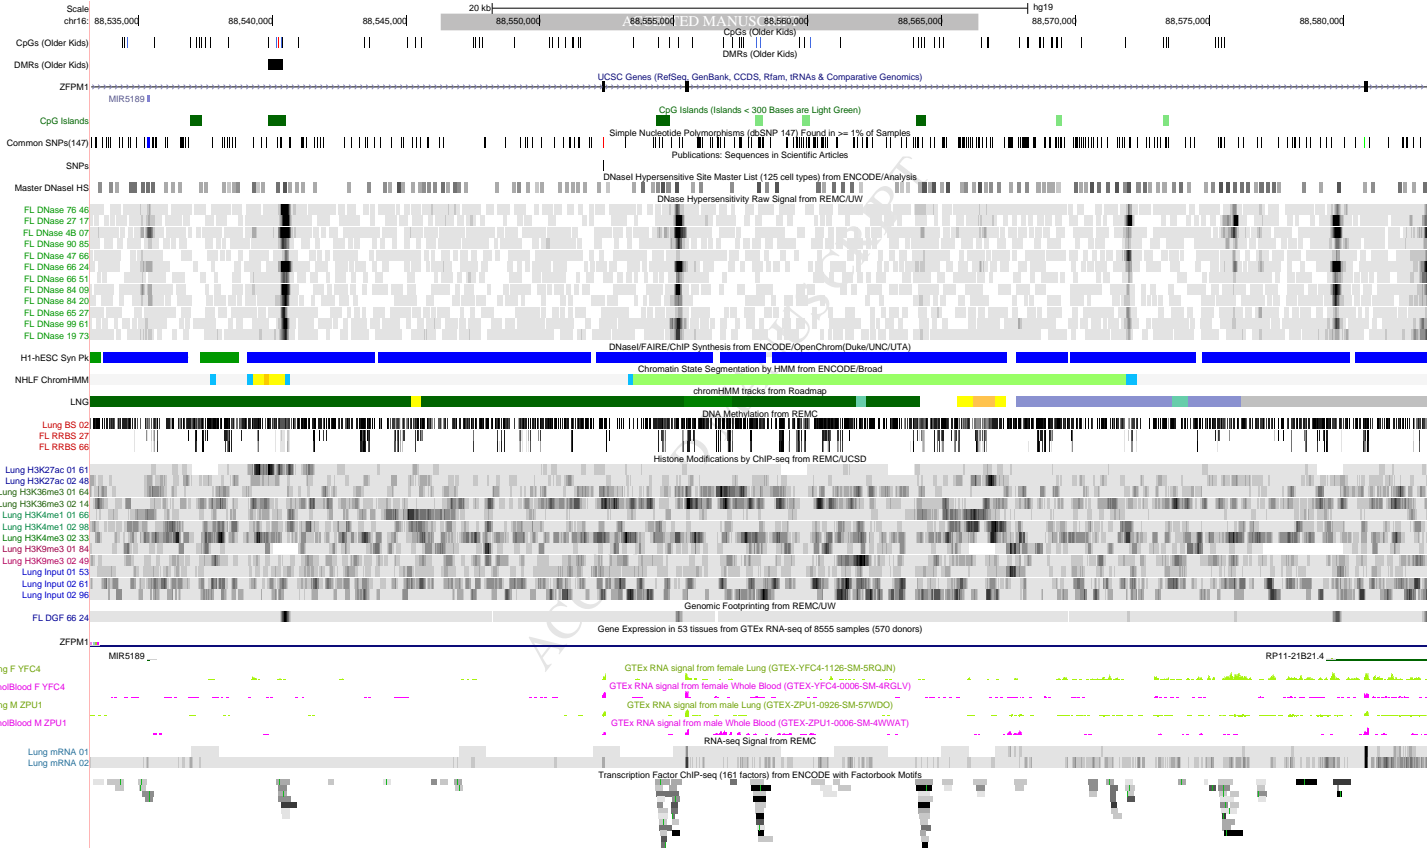 Scale 20 kb hg19
chr16: 88,535,000 88,540,000 88,545,000 88,550,000 88,555,000 88,560,000 88,565,000 88,570,000 88,575,000 88,580,000
ACCEPTED MANUSCRIPT
CpGs (Older Kids)
CpGs (Older Kids)
DMRs (Older Kids)
DMRs (Older Kids)
UCSC Genes (RefSeq, GenBank, CCDS, Rfam, tRNAs & Comparative Genomics)
ZFPM1
MIR5189
CpG Islands (Islands < 300 Bases are Light Green)
CpG Islands
Simple Nucleotide Polymorphisms (dbSNP 147) Found in >= 1% of Samples
Common SNPs(147)
Publications: Sequences in Scientific Articles
SNPs
DNaseI Hypersensitive Site Master List (125 cell types) from ENCODE/Analysis
Master DNaseI HS
DNase Hypersensitivity Raw Signal from REMC/UW
FL DNase 76 46
FL DNase 27 17
FL DNase 4B 07
FL DNase 90 85
FL DNase 47 66
FL DNase 66 24
FL DNase 66 51
FL DNase 84 09
FL DNase 84 20
FL DNase 65 27
FL DNase 99 61
FL DNase 19 73
DNaseI/FAIRE/ChIP Synthesis from ENCODE/OpenChrom(Duke/UNC/UTA)
H1-hESC Syn Pk
Chromatin State Segmentation by HMM from ENCODE/Broad
NHLF ChromHMM
chromHMM tracks from Roadmap
LNG
DNA Methylation from REMC
Lung BS 02
FL RRBS 27
FL RRBS 66
Histone Modifications by ChIP-seq from REMC/UCSD
Lung H3K27ac 01 61
Lung H3K27ac 02 48
Lung H3K36me3 01 64
Lung H3K36me3 02 14
Lung H3K4me1 01 66
Lung H3K4me1 02 98
Lung H3K4me3 02 33
Lung H3K9me3 01 84
Lung H3K9me3 02 49
Lung Input 01 53
Lung Input 02 61
Lung Input 02 96
Genomic Footprinting from REMC/UW
FL DGF 66 24
Gene Expression in 53 tissues from GTEx RNA-seq of 8555 samples (570 donors)
ZFPM1
MIR5189
RP11-21B21.4
GTEx RNA signal from female Lung (GTEX-YFC4-1126-SM-5RQJN)
ng F YFC4
GTEx RNA signal from female Whole Blood (GTEX-YFC4-0006-SM-4RGLV)
olBlood F YFC4
GTEx RNA signal from male Lung (GTEX-ZPU1-0926-SM-57WDO)
ng M ZPU1
GTEx RNA signal from male Whole Blood (GTEX-ZPU1-0006-SM-4WWAT)
olBlood M ZPU1
RNA-seq Signal from REMC
Lung mRNA 01
Lung mRNA 02
Transcription Factor ChIP-seq (161 factors) from ENCODE with Factorbook Motifs